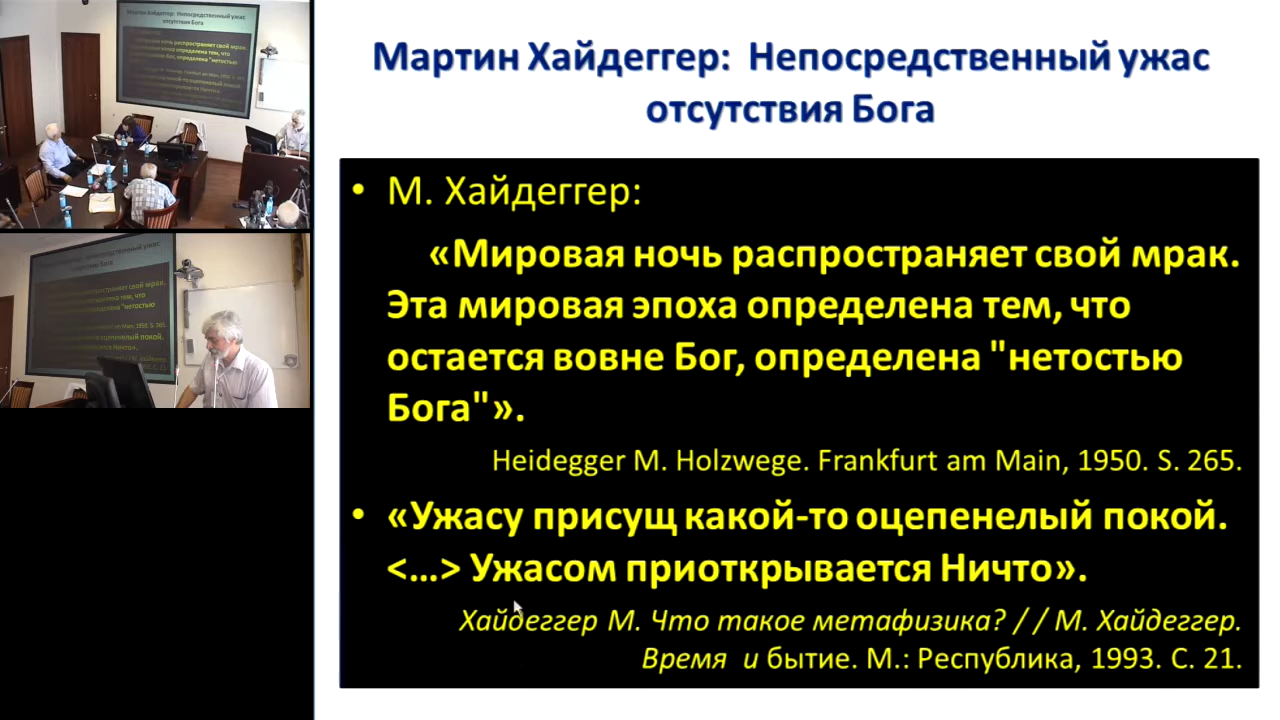 Мартин Хайдеггер: Непосредственный ужас
отсутствия Бога
• М. Хайдеггер:
«Мировая ночь распространяет свой мрак.
Эта мировая эпоха определена тем, что
остается вовне Бог, определена "нетостью
Бога"».
Heidegger M. Holzwege. Frankfurt am Main, 1950. S. 265.
• «Ужасу присущ какой-то оцепенелый покой.
<…> Ужасом приоткрывается Ничто».
Хайдеггер М. Что такое метафизика? / / М. Хайдеггер.
Время и бытие. М.: Республика, 1993. С. 21.